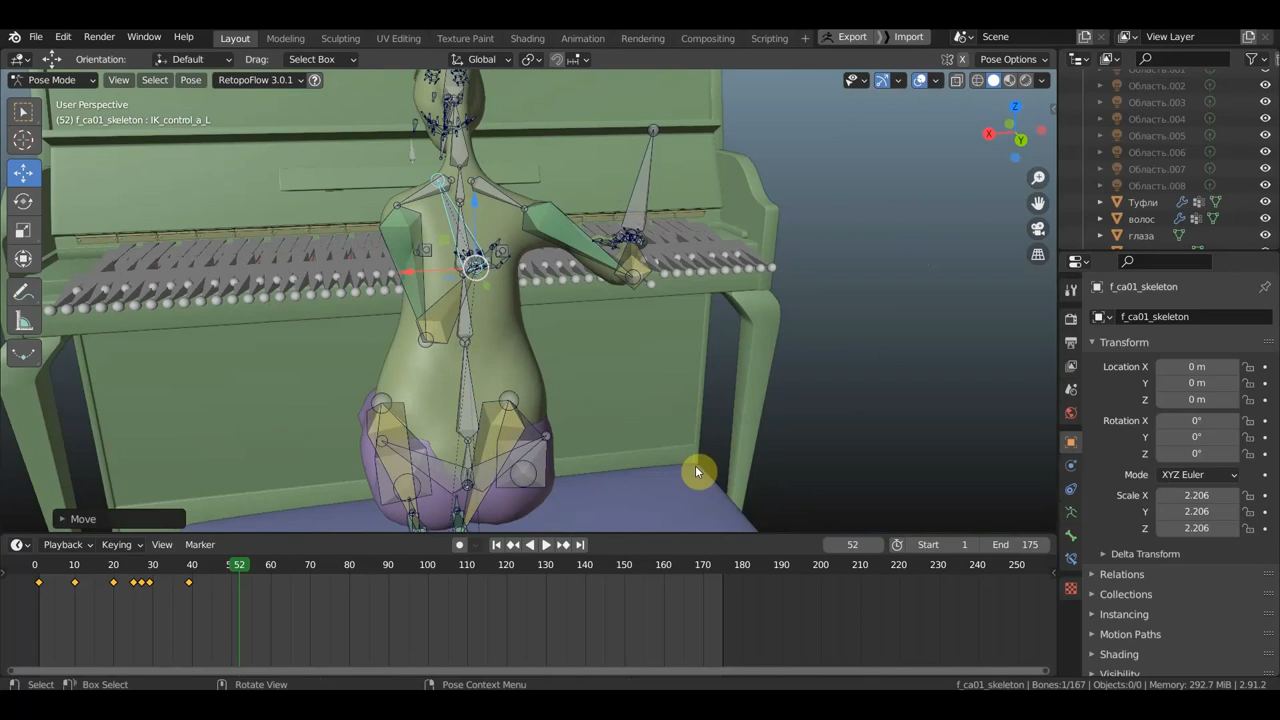 File Edit Render Window Help Layout Modeling Sculpting UV Editing Texture Paint Shading Animation Rendering Compositing Scripting + Export Import Scene View Layer
Orientation: Default Drag: Select Box Global X Pose Options
Pose Mode View Select Pose RetopoFlow 3.0.1 ?
User Perspective
(52) f_ca01_skeleton : IK_control_a_L
Z
X
Y
Область.002
Область.003
Область.004
Область.005
Область.006
Область.007
Область.008
Туфли
волос
глаза
f_ca01_skeleton
f_ca01_skeleton
Transform
Location X 0 m
Y 0 m
Z 0 m
Rotation X 0°
Y 0°
Z 0°
Mode XYZ Euler
Scale X 2.206
Y 2.206
Z 2.206
Delta Transform
Relations
Collections
Instancing
Motion Paths
Shading
Visibility
Move
Playback Keying View Marker 52 Start 1 End 175
0 10 20 30 40 52 60 70 80 90 100 110 120 130 140 150 160 170 180 190 200 210 220 230 240 250
Select Box Select Rotate View Pose Context Menu f_ca01_skeleton | Bones:1/167 | Objects:0/0 | Memory: 292.7 MiB | 2.91.2